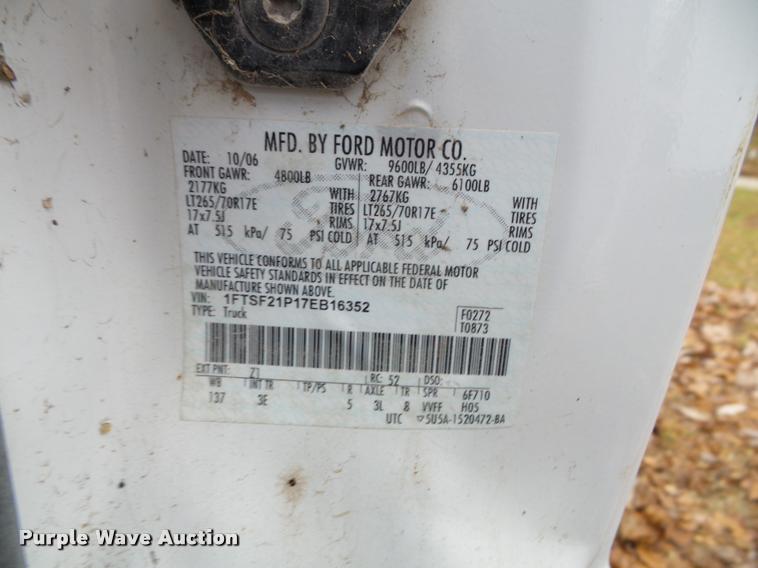 MFD. BY FORD MOTOR CO.
DATE: 10/06 GVWR: 9600LB/ 4355KG
FRONT GAWR: 4800LB REAR GAWR: 6100LB
2177KG WITH 2767KG WITH
LT265/70R17E TIRES LT265/70R17E TIRES
17x7.5J RIMS 17x7.5J RIMS
AT 515 kPa/ 75 PSI COLD AT 515 kPa/ 75 PSI COLD
THIS VEHICLE CONFORMS TO ALL APPLICABLE FEDERAL MOTOR
VEHICLE SAFETY STANDARDS IN EFFECT ON THE DATE OF
MANUFACTURE SHOWN ABOVE.
VIN: 1FTSF21P17EB16352 F0272
TYPE: Truck T0873
EXT PNT: Z1 RC: 52 DSO:
WB INT TR TP/PS R AXLE TR SPR 6F710
137 3E 5 3L 8 VVFF H05
UTC ▽5U5A-1520472-BA
Ford
Purple Wave Auction